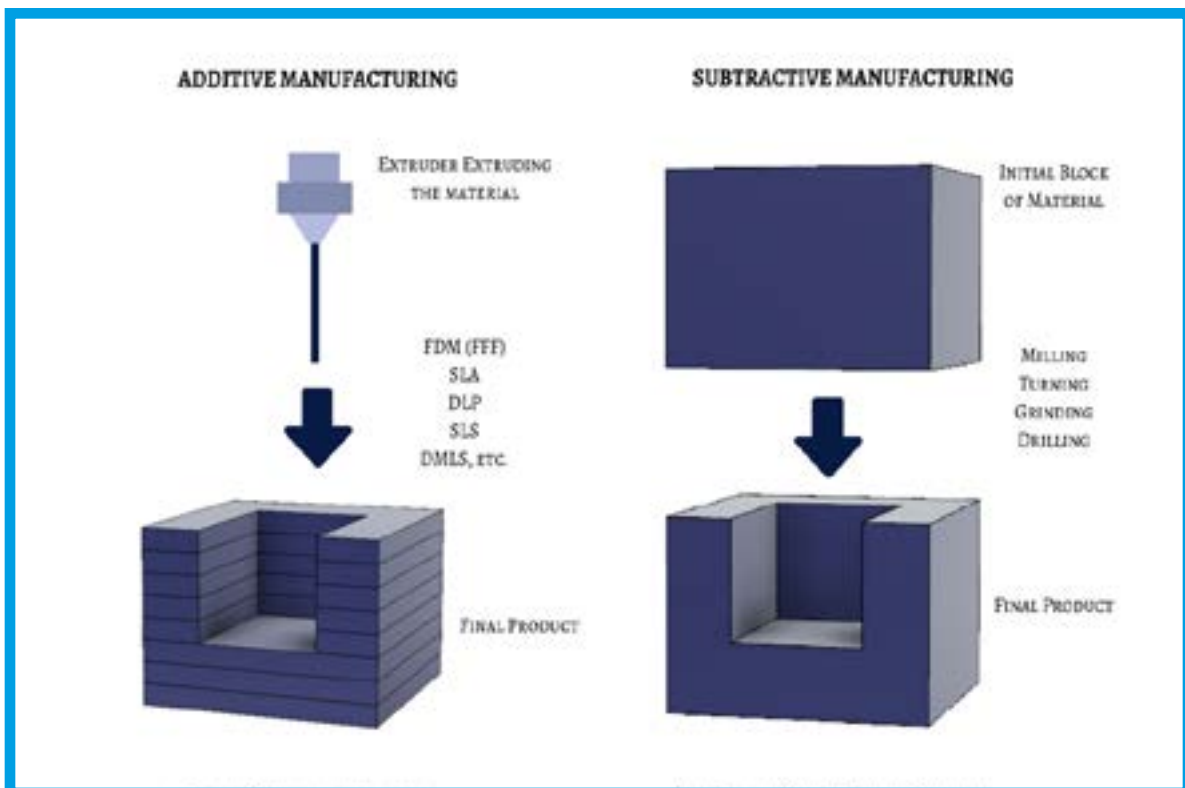 ADDITIVE MANUFACTURING
EXTRUDER EXTRUDING
THE MATERIAL
FDM (FFF)
SLA
DLP
SLS
DMLS, ETC.
FINAL PRODUCT
SUBTRACTIVE MANUFACTURING
INITIAL BLOCK
OF MATERIAL
MILLING
TURNING
GRINDING
DRILLING
FINAL PRODUCT